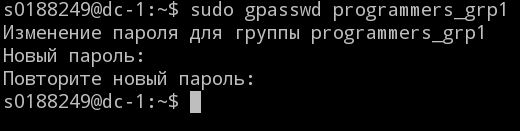 s0188249@dc-1:~$ sudo gpasswd programmers_grp1
Изменение пароля для группы programmers_grp1
Новый пароль:
Повторите новый пароль:
s0188249@dc-1:~$